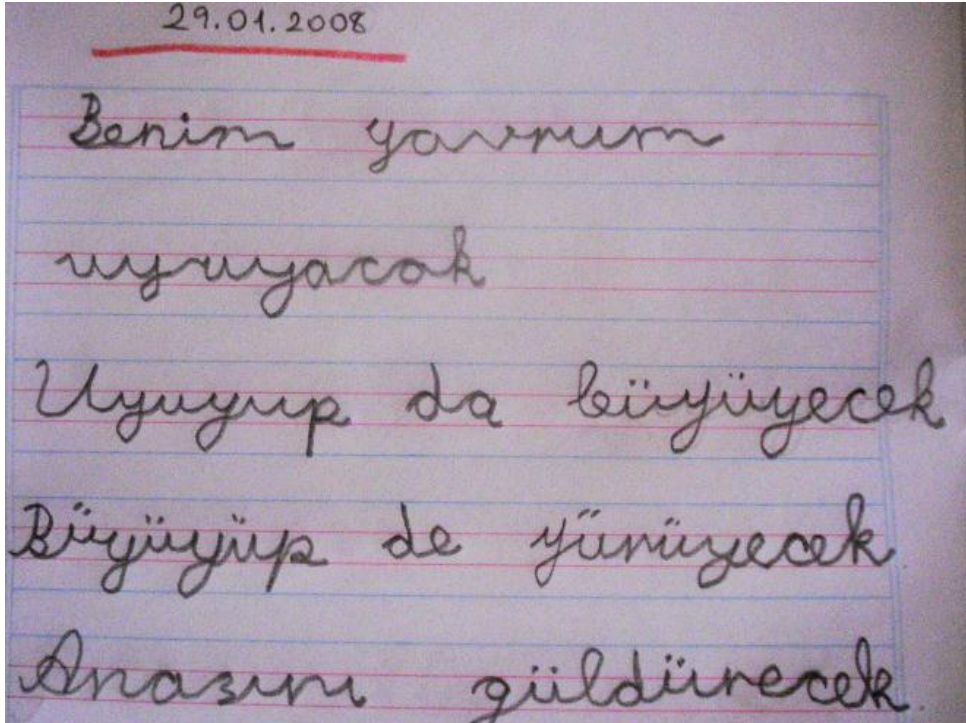 29.01.2008
Benim yavrum
uyuyacak
Uyuyup da büyüyecek
Büyüyüp de yürüyecek
Anasını güldürecek.